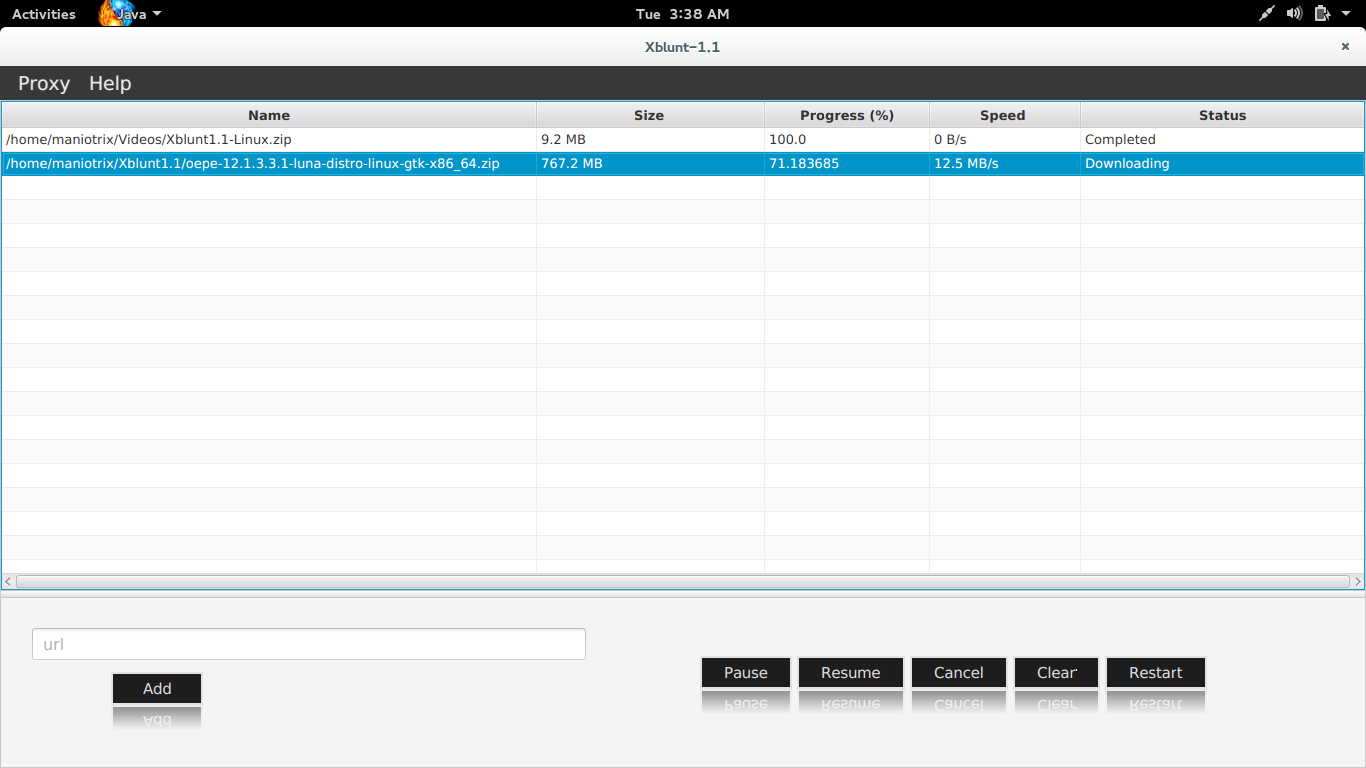 Activities Java Tue 3:38 AM
Xblunt-1.1
Proxy Help
Name Size Progress (%) Speed Status
/home/maniotrix/Videos/Xblunt1.1-Linux.zip 9.2 MB 100.0 0 B/s Completed
/home/maniotrix/Xblunt1.1/oepe-12.1.3.3.1-luna-distro-linux-gtk-x86_64.zip 767.2 MB 71.183685 12.5 MB/s Downloading
url
Pause Resume Cancel Clear Restart
Add